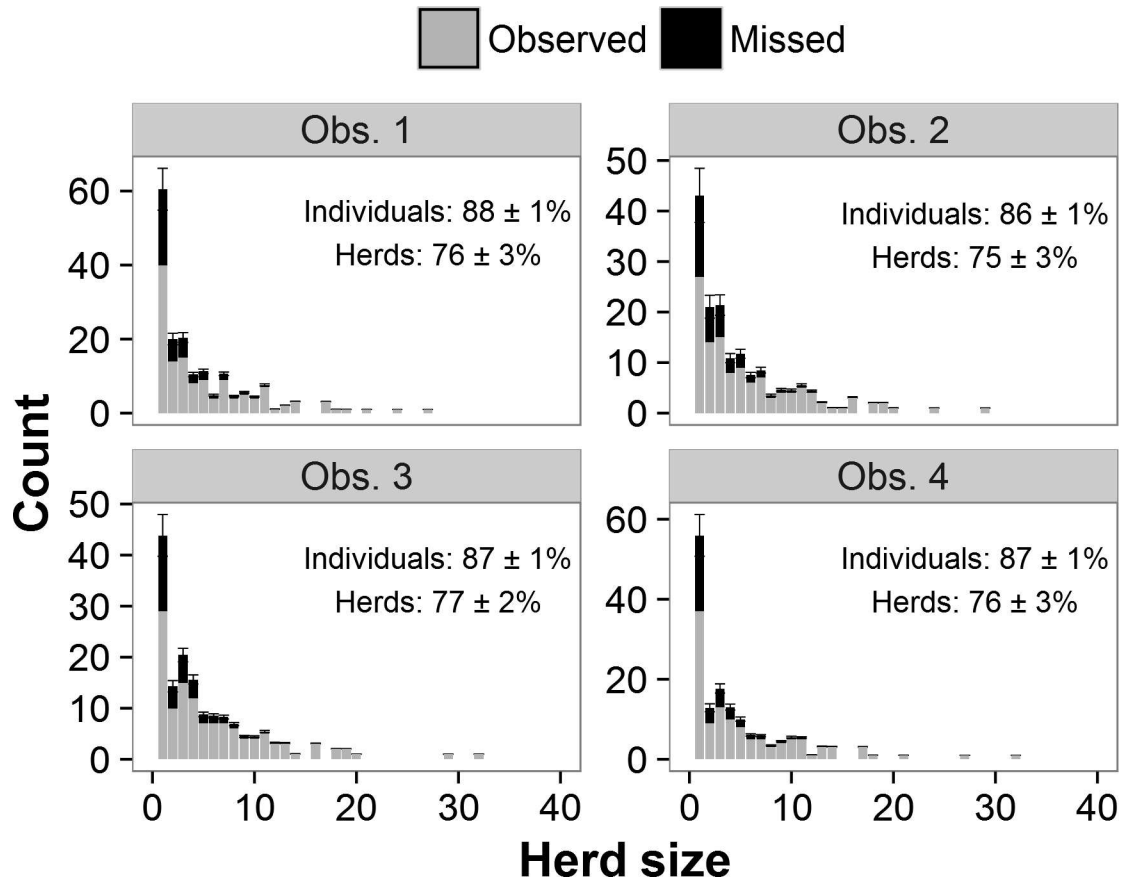 Observed Missed
Obs. 1
Obs. 2
Individuals: 88 ± 1%
Herds: 76 ± 3%
60
40
20
0
Individuals: 86 ± 1%
Herds: 75 ± 3%
50
40
30
20
10
0
Count
Obs. 3
Obs. 4
Individuals: 87 ± 1%
Herds: 77 ± 2%
50
40
30
20
10
0
Individuals: 87 ± 1%
Herds: 76 ± 3%
60
40
20
0
0 10 20 30 40
0 10 20 30 40
Herd size